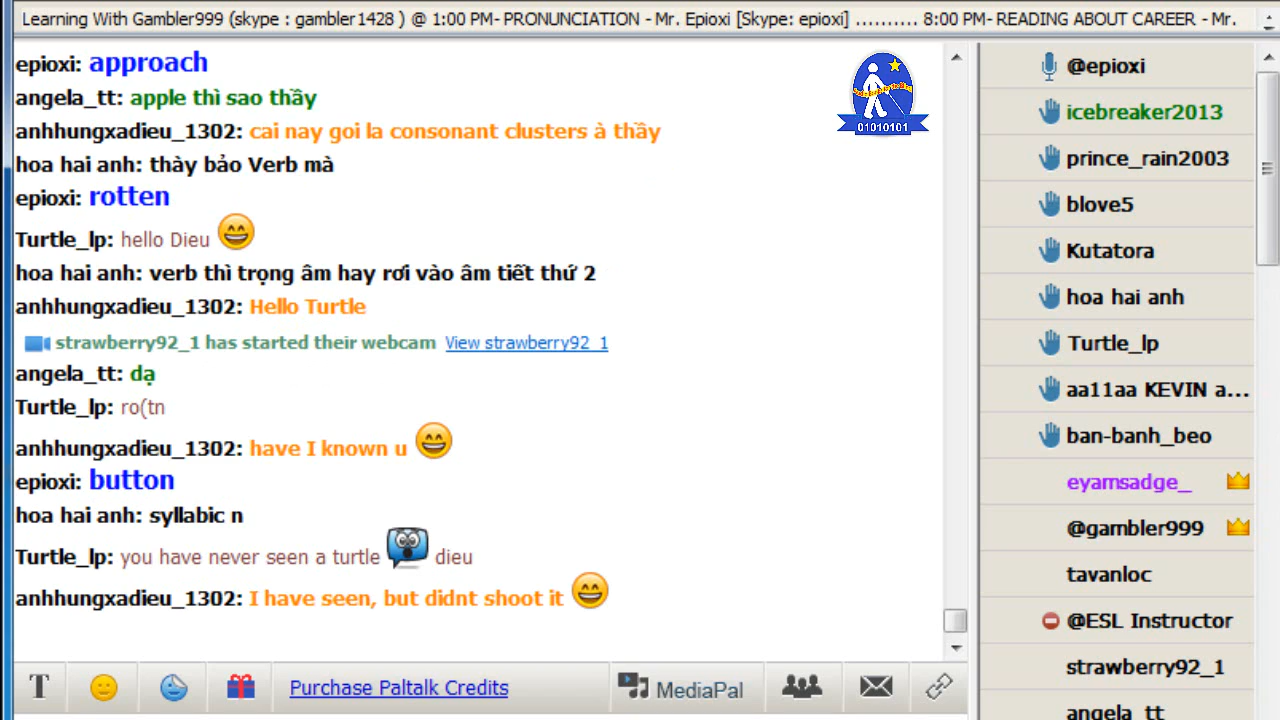 Learning With Gambler999 (skype : gambler1428 ) @ 1:00 PM- PRONUNCIATION - Mr. Epioxi [Skype: epioxi] .......... 8:00 PM- READING ABOUT CAREER - Mr.
epioxi: approach
angela_tt: apple thì sao thầy
anhhungxadieu_1302: cai nay goi la consonant clusters à thầy
hoa hai anh: thày bảo Verb mà
epioxi: rotten
Turtle_lp: hello Dieu
hoa hai anh: verb thì trọng âm hay rơi vào âm tiết thứ 2
anhhungxadieu_1302: Hello Turtle
strawberry92_1 has started their webcam View strawberry92_1
angela_tt: dạ
Turtle_lp: ro(tn
anhhungxadieu_1302: have I known u
epioxi: button
hoa hai anh: syllabic n
Turtle_lp: you have never seen a turtle dieu
anhhungxadieu_1302: I have seen, but didnt shoot it
T
Purchase Paltalk Credits
MediaPal
01010101
@epioxi
icebreaker2013
prince_rain2003
blove5
Kutatora
hoa hai anh
Turtle_lp
aa11aa KEVIN a...
ban-banh_beo
eyamsadge_
@gambler999
tavanloc
@ESL Instructor
strawberry92_1
angela_tt